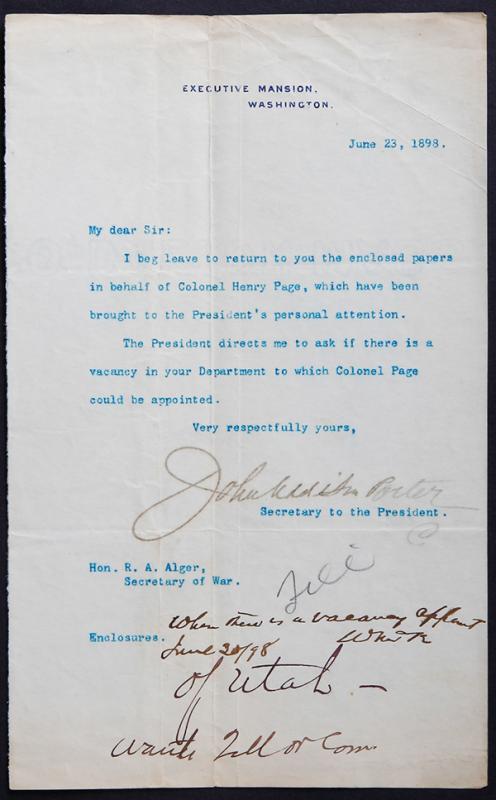 EXECUTIVE MANSION.
WASHINGTON.
June 23, 1898.
My dear Sir:
I beg leave to return to you the enclosed papers
in behalf of Colonel Henry Page, which have been
brought to the President's personal attention.
The President directs me to ask if there is a
vacancy in your Department to which Colonel Page
could be appointed.
Very respectfully yours,
John Addison Porter
Secretary to the President.
Hon. R. A. Alger,
Secretary of War.
File
When there is a vacancy appoint
Enclosures.
June 30/98
of Utah —
or Com